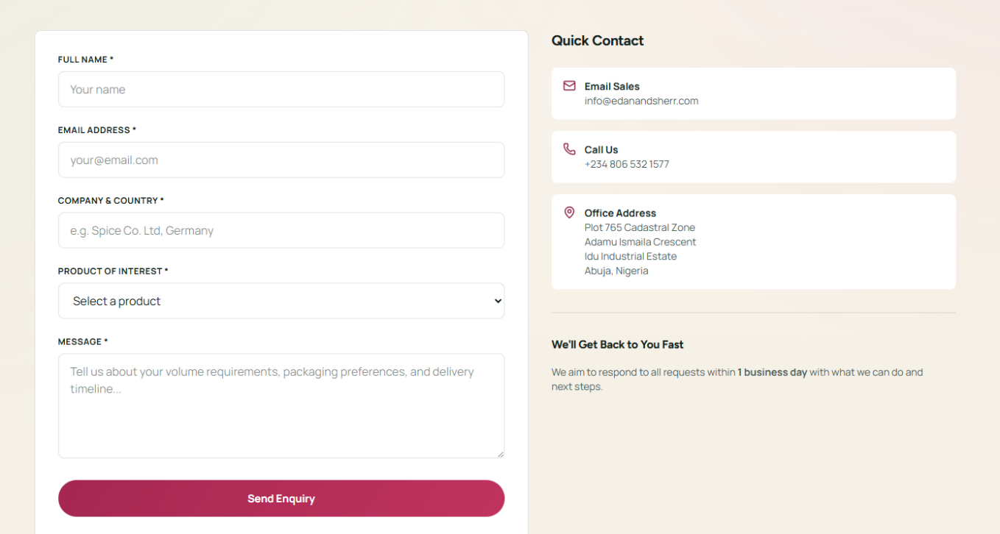 FULL NAME *
Your name
EMAIL ADDRESS *
your@email.com
COMPANY & COUNTRY *
e.g. Spice Co. Ltd, Germany
PRODUCT OF INTEREST *
Select a product
MESSAGE *
Tell us about your volume requirements, packaging preferences, and delivery
timeline...
Send Enquiry
Quick Contact
Email Sales
info@edanandsherr.com
Call Us
+234 806 532 1577
Office Address
Plot 765 Cadastral Zone
Adamu Ismaila Crescent
Idu Industrial Estate
Abuja, Nigeria
We'll Get Back to You Fast
We aim to respond to all requests within 1 business day with what we can do and
next steps.